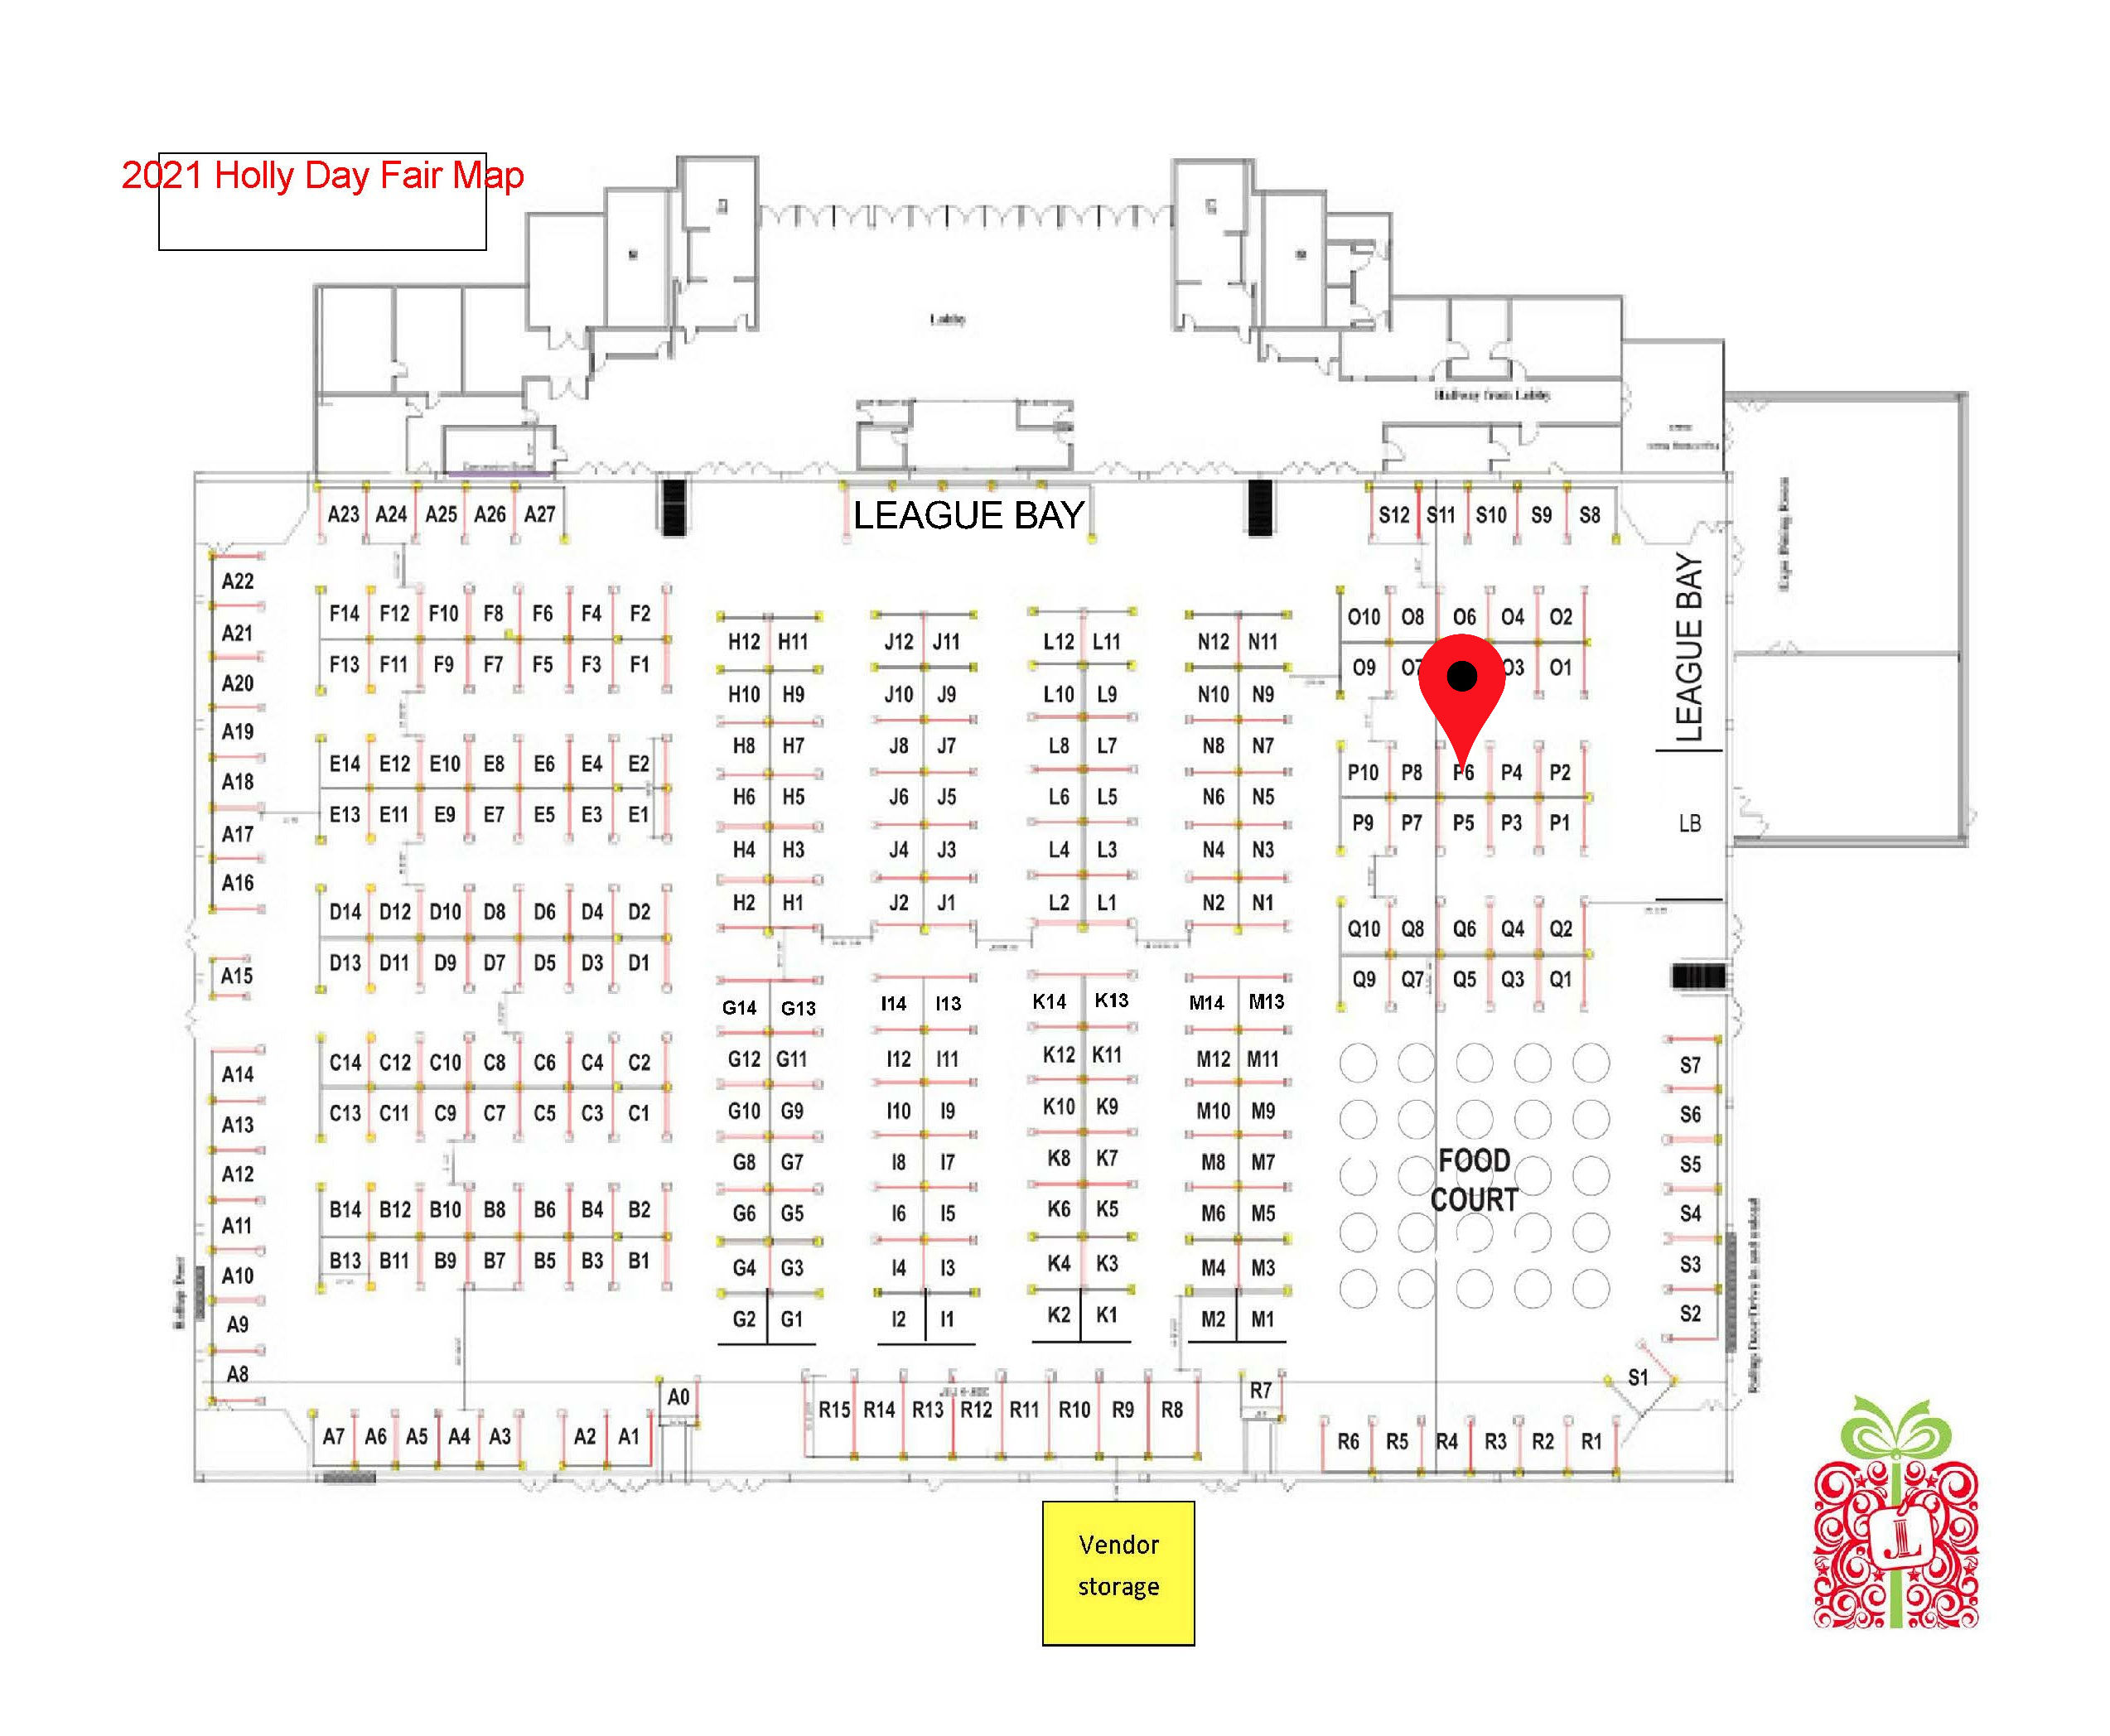 2021 Holly Day Fair Map
Lobby
Hallway from Lobby
LEAGUE BAY
A23 A24 A25 A26 A27
S12 S11 S10 S9 S8
A22
A21
A20
A19
A18
A17
A16
A15
A14
A13
A12
A11
A10
A9
A8
F14 F12 F10 F8 F6 F4 F2
F13 F11 F9 F7 F5 F3 F1
E14 E12 E10 E8 E6 E4 E2
E13 E11 E9 E7 E5 E3 E1
D14 D12 D10 D8 D6 D4 D2
D13 D11 D9 D7 D5 D3 D1
C14 C12 C10 C8 C6 C4 C2
C13 C11 C9 C7 C5 C3 C1
B14 B12 B10 B8 B6 B4 B2
B13 B11 B9 B7 B5 B3 B1
H12 H11 J12 J11 L12 L11 N12 N11
H10 H9 J10 J9 L10 L9 N10 N9
H8 H7 J8 J7 L8 L7 N8 N7
H6 H5 J6 J5 L6 L5 N6 N5
H4 H3 J4 J3 L4 L3 N4 N3
H2 H1 J2 J1 L2 L1 N2 N1
G14 G13 I14 I13 K14 K13 M14 M13
G12 G11 I12 I11 K12 K11 M12 M11
G10 G9 I10 I9 K10 K9 M10 M9
G8 G7 I8 I7 K8 K7 M8 M7
G6 G5 I6 I5 K6 K5 M6 M5
G4 G3 I4 I3 K4 K3 M4 M3
G2 G1 I2 I1 K2 K1 M2 M1
O10 O8 O6 O4 O2
O9 O7 O3 O1
P10 P8 P6 P4 P2
P9 P7 P5 P3 P1
Q10 Q8 Q6 Q4 Q2
Q9 Q7 Q5 Q3 Q1
LEAGUE BAY
LB
FOOD
COURT
S7
S6
S5
S4
S3
S2
S1
A7 A6 A5 A4 A3 A2 A1
A0
R15 R14 R13 R12 R11 R10 R9 R8
R7
R6 R5 R4 R3 R2 R1
Vendor
storage
JL